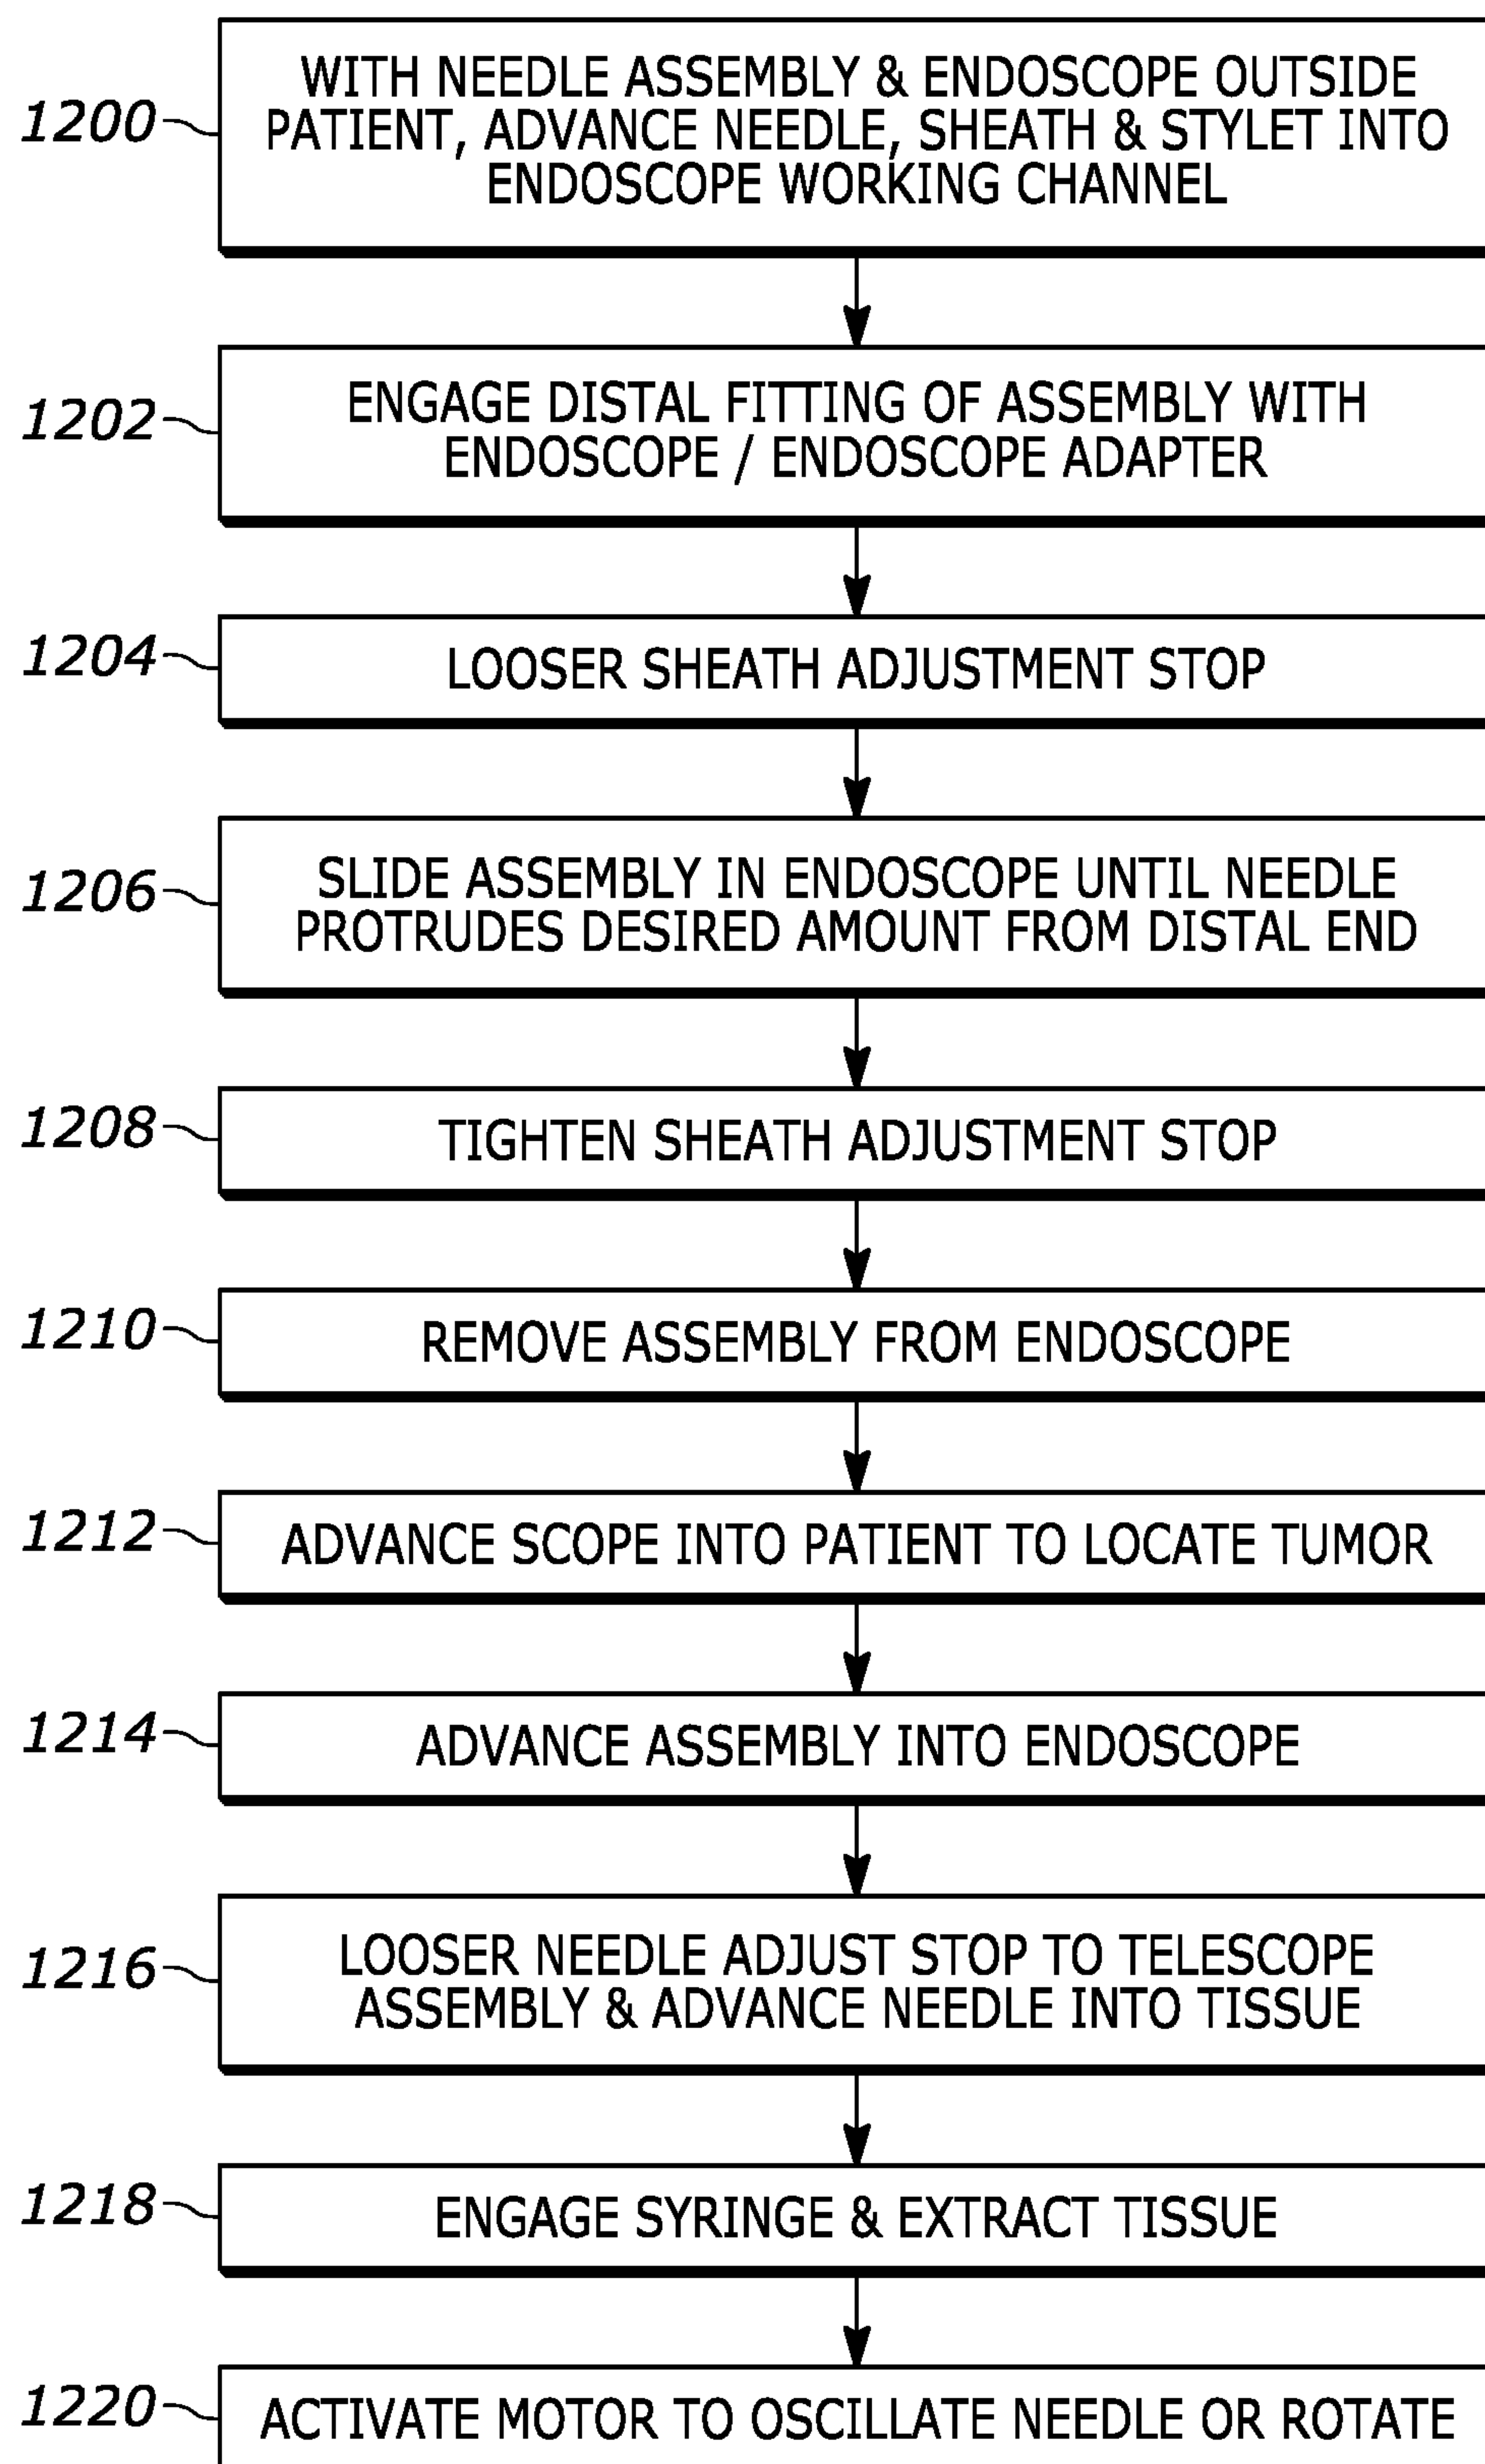 1200
WITH NEEDLE ASSEMBLY & ENDOSCOPE OUTSIDE
PATIENT, ADVANCE NEEDLE, SHEATH & STYLET INTO
ENDOSCOPE WORKING CHANNEL
1202
ENGAGE DISTAL FITTING OF ASSEMBLY WITH
ENDOSCOPE / ENDOSCOPE ADAPTER
1204
LOOSER SHEATH ADJUSTMENT STOP
1206
SLIDE ASSEMBLY IN ENDOSCOPE UNTIL NEEDLE
PROTRUDES DESIRED AMOUNT FROM DISTAL END
1208
TIGHTEN SHEATH ADJUSTMENT STOP
1210
REMOVE ASSEMBLY FROM ENDOSCOPE
1212
ADVANCE SCOPE INTO PATIENT TO LOCATE TUMOR
1214
ADVANCE ASSEMBLY INTO ENDOSCOPE
1216
LOOSER NEEDLE ADJUST STOP TO TELESCOPE
ASSEMBLY & ADVANCE NEEDLE INTO TISSUE
1218
ENGAGE SYRINGE & EXTRACT TISSUE
1220
ACTIVATE MOTOR TO OSCILLATE NEEDLE OR ROTATE